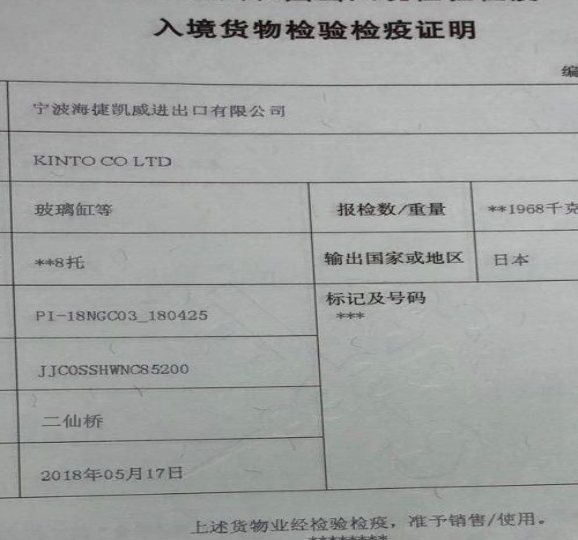 入境货物检验检疫证明
编
宁波海捷凯威进出口有限公司
KINTO CO LTD
玻璃缸等
报检数/重量
**1968千克
**8托
输出国家或地区
日本
PI-18NGC03_180425
标记及号码
***
JJCOSSHWNC85200
二仙桥
2018年05月17日
上述货物业经检验检疫，准予销售/使用。
********